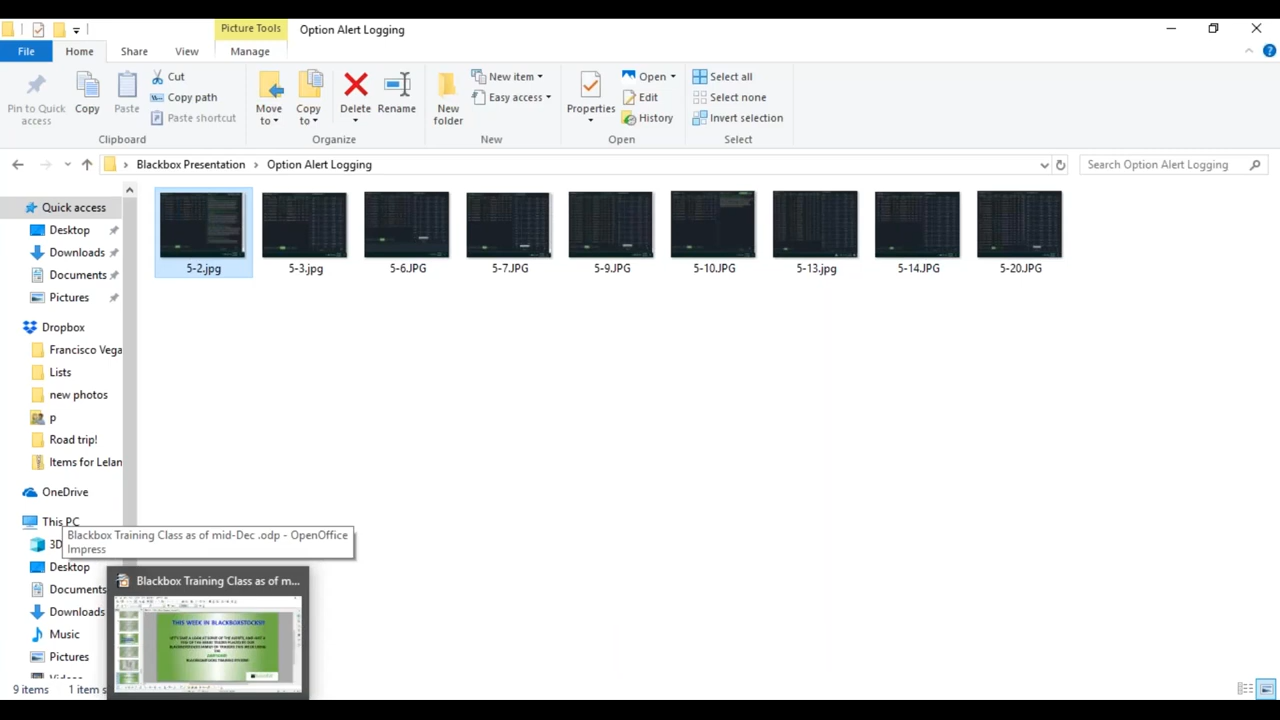 Picture Tools
Option Alert Logging
File
Home
Share
View
Manage
Pin to Quick access
Copy
Paste
Cut
Copy path
Paste shortcut
Clipboard
Move to
Copy to
Delete
Rename
Organize
New folder
New item
Easy access
New
Properties
Open
Edit
History
Open
Select all
Select none
Invert selection
Select
Blackbox Presentation > Option Alert Logging
Search Option Alert Logging
Quick access
Desktop
Downloads
Documents
Pictures
Dropbox
Francisco Vega
Lists
new photos
p
Road trip!
Items for Lelan
OneDrive
This PC
3D
Desktop
Documents
Downloads
Music
Pictures
5-2.jpg
5-3.jpg
5-6.JPG
5-7.JPG
5-9.JPG
5-10.JPG
5-13.jpg
5-14.JPG
5-20.JPG
Blackbox Training Class as of mid-Dec .odp - OpenOffice
Impress
Blackbox Training Class as of m...
THIS WEEK IN BLACKBOXSTOCKS!!
9 items
1 item s